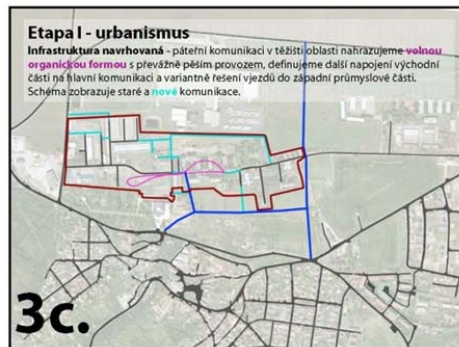 Etapa I - urbanismus
Infrastruktura navrhovaná - páteřní komunikaci v těžišti oblasti nahrazujeme volnou
organickou formou s převážně pěším provozem, definujeme další napojení východní
části na hlavní komunikaci a variantně řešení vjezdů do západní průmyslové části.
Schéma zobrazuje staré a nové komunikace.
3c.